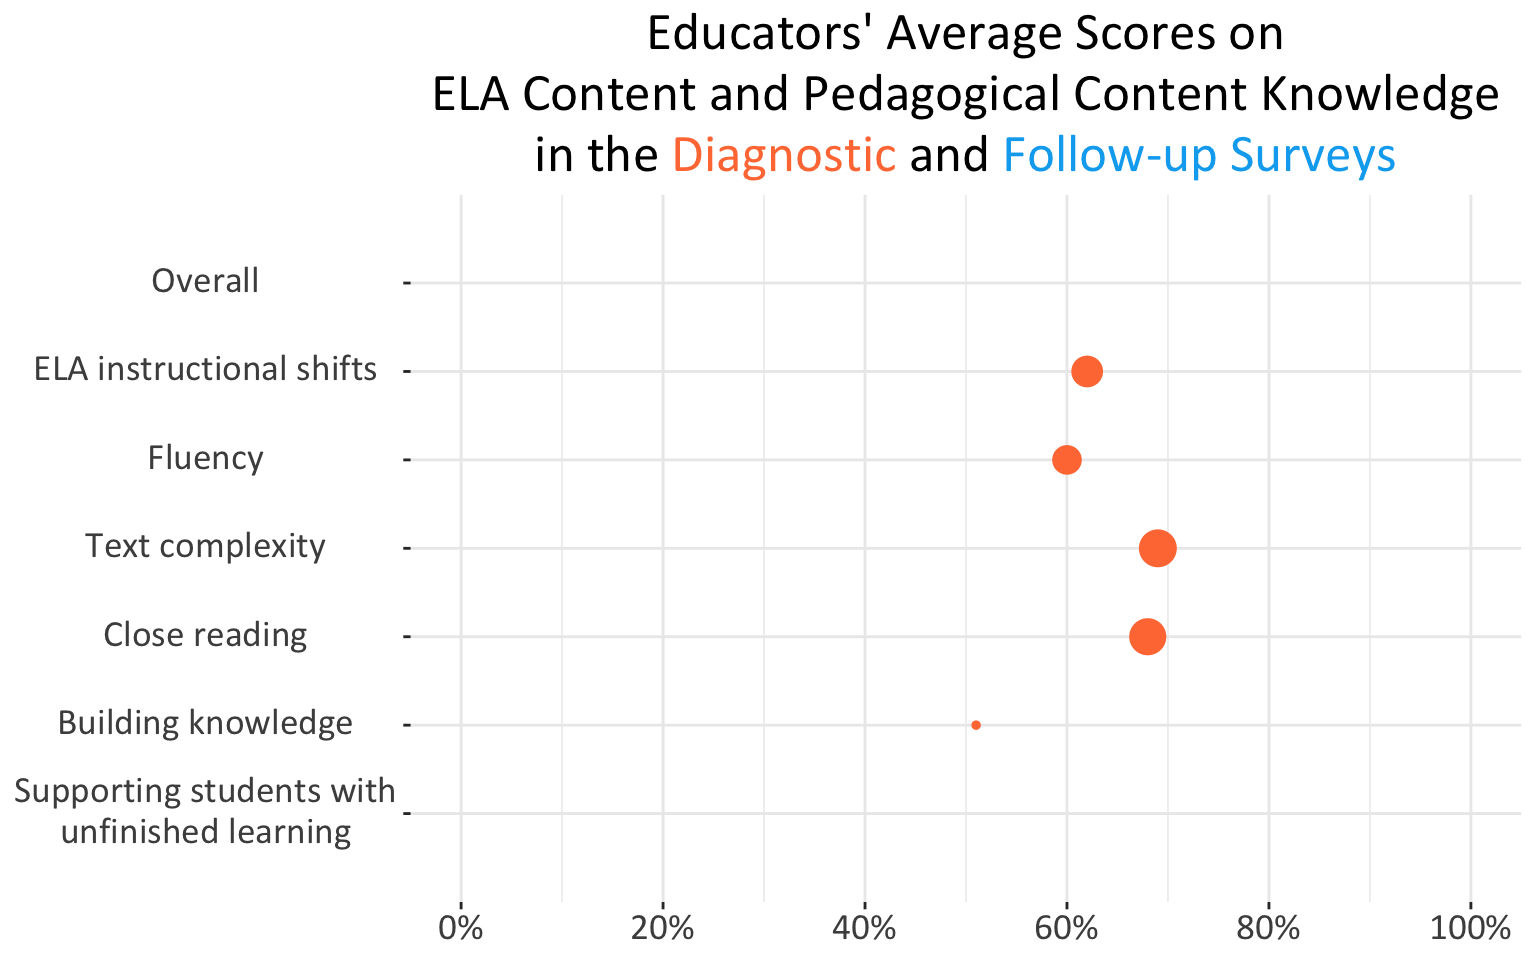 Educators' Average Scores on
ELA Content and Pedagogical Content Knowledge
in the Diagnostic and Follow-up Surveys
Overall
ELA instructional shifts
Fluency
Text complexity
Close reading
Building knowledge
Supporting students with
unfinished learning
0% 20% 40% 60% 80% 100%